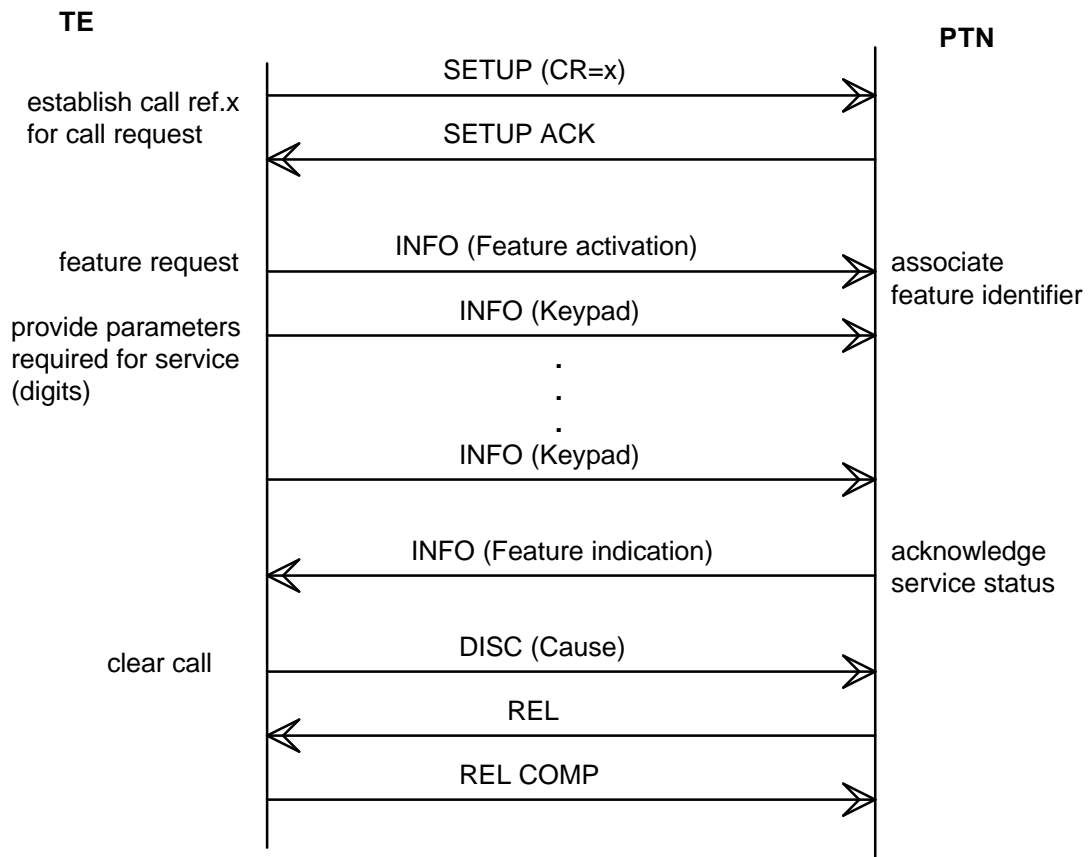 TE
PTN
SETUP (CR=x)
establish call ref.x
for call request
SETUP ACK
INFO (Feature activation)
feature request
associate
feature identifier
INFO (Keypad)
provide parameters
required for service
(digits)
.
.
.
INFO (Keypad)
INFO (Feature indication)
acknowledge
service status
DISC (Cause)
clear call
REL
REL COMP